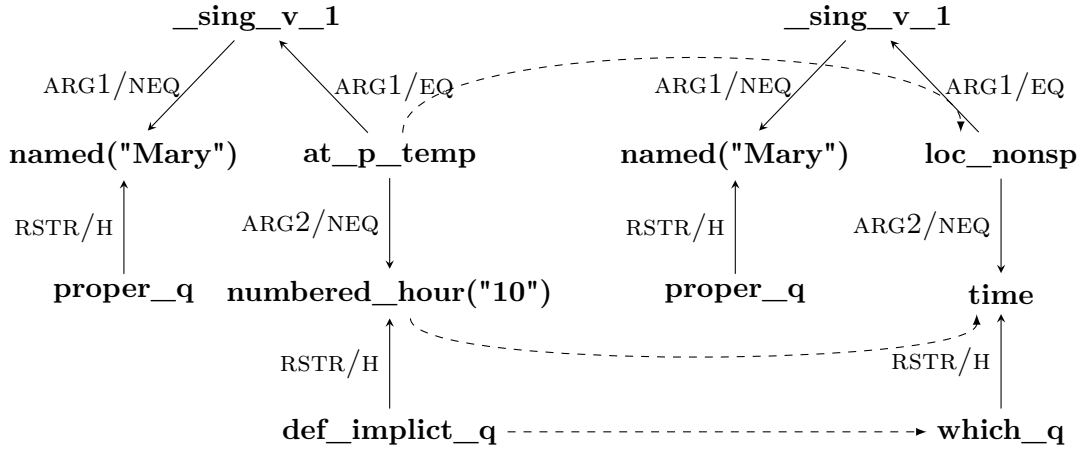 _sing_v_1 _sing_v_1
ARG1/NEQ ARG1/EQ ARG1/NEQ ARG1/EQ
named("Mary") at_p_temp named("Mary") loc_nonsp
RSTR/H ARG2/NEQ RSTR/H ARG2/NEQ
proper_q numbered_hour("10") proper_q time
RSTR/H RSTR/H
def_implict_q which_q